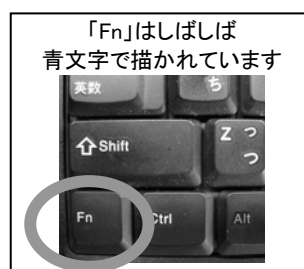 「Fn」はしばしば
青文字で描かれています
英数
ち
⇧ Shift
Z っ
つ
Fn
Ctrl
Alt